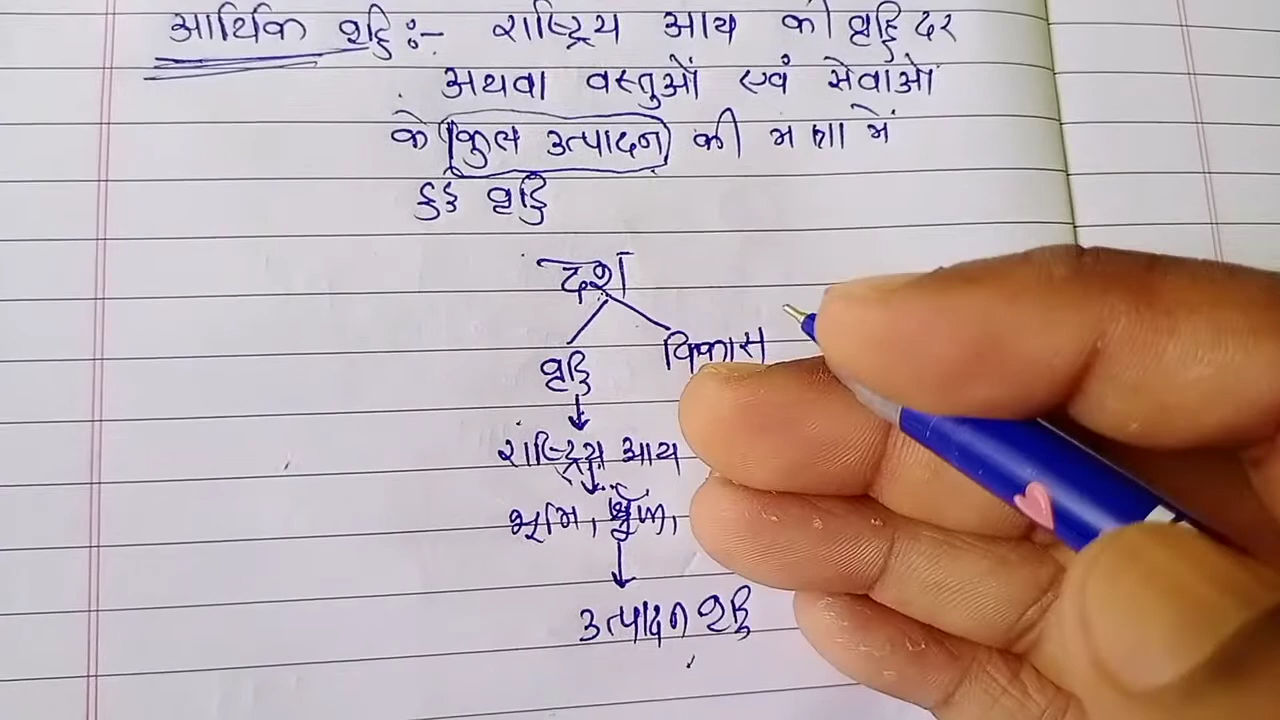 आर्थिक वृद्धि :- राष्ट्रिय आय की वृद्धि दर
अथवा वस्तुओं एवं सेवाओ
के कुल उत्पादन की मात्रा में
हुई वृद्धि
देश
वृद्धि विकास
राष्ट्रिय आय
भूमि, पूँजी,
उत्पादन वृद्धि